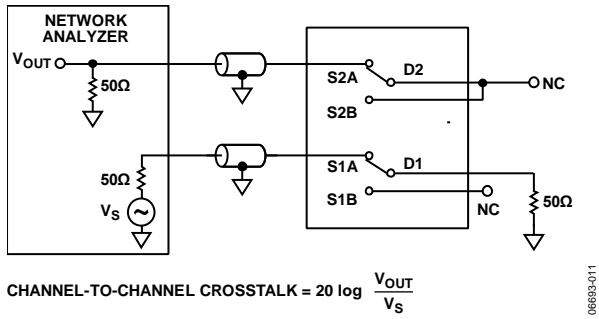 NETWORK
ANALYZER
VOUT
50Ω
S2A
D2
NC
S2B
50Ω
VS
S1A
D1
S1B
NC
50Ω
CHANNEL-TO-CHANNEL CROSSTALK = 20 log VOUT
VS
06693-011